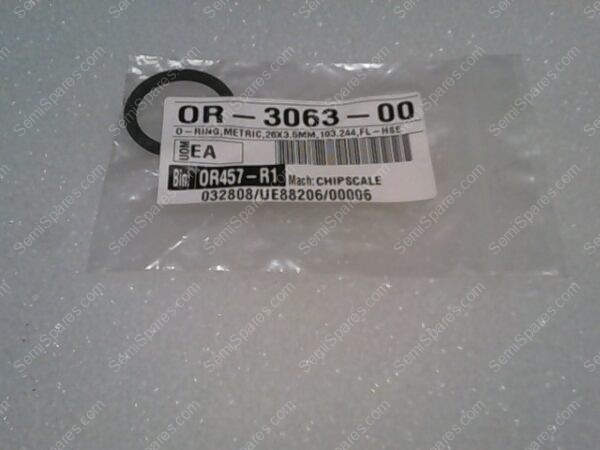 OR-3063-00
O-RING,METRIC,26X3.5MM,103.244,FL-HSE
UOM EA
Bin: OR457-R1 Mach: CHIPSCALE
032808/UE88206/00006
SemiSpares.com